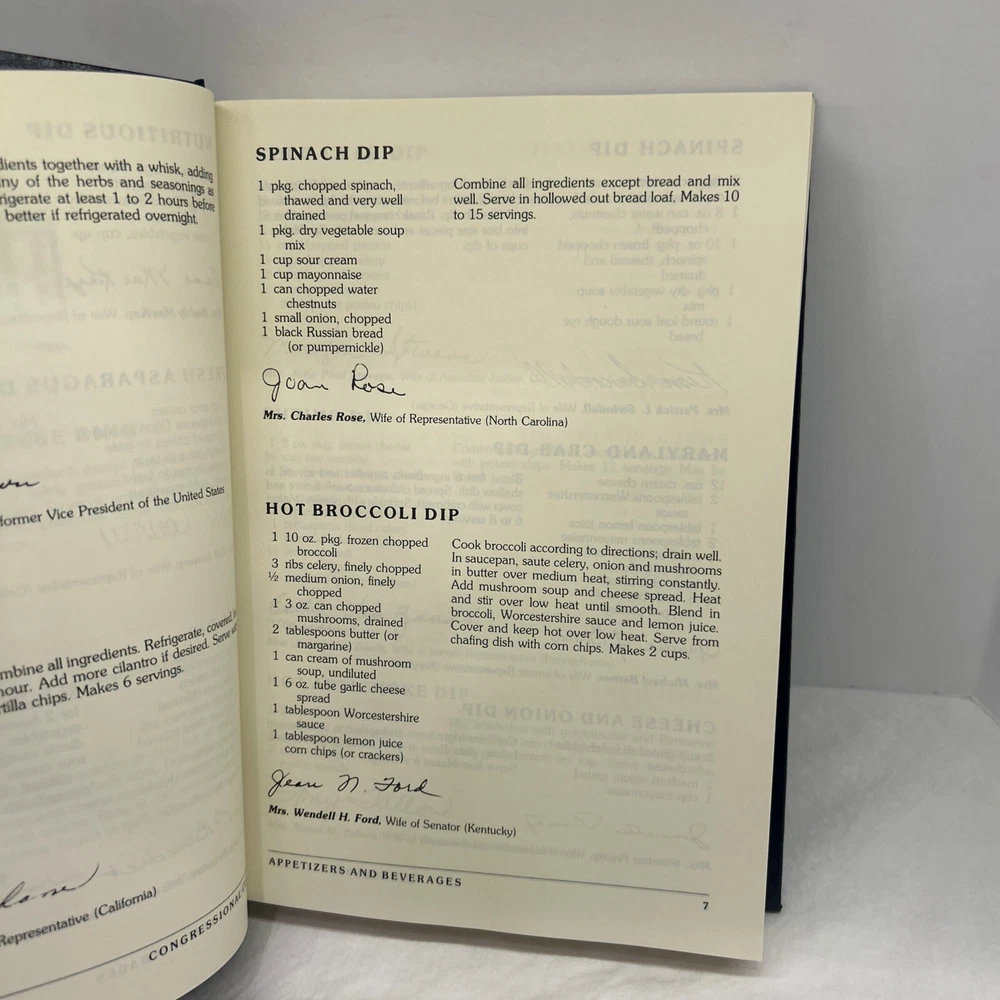 dients together with a whisk, adding
ny of the herbs and seasonings as
rigerate at least 1 to 2 hours before
better if refrigerated overnight.
former Vice President of the United States
mbine all ingredients. Refrigerate, covered,
hour. Add more cilantro if desired. Serve
rtilla chips. Makes 6 servings.
Representative (California)
CONGRESSIONAL
SPINACH DIP
1 pkg. chopped spinach,
thawed and very well
drained
1 pkg. dry vegetable soup
mix
1 cup sour cream
1 cup mayonnaise
1 can chopped water
chestnuts
1 small onion, chopped
1 black Russian bread
(or pumpernickle)
Combine all ingredients except bread and mix
well. Serve in hollowed out bread loaf. Makes 10
to 15 servings.
Joan Rose
Mrs. Charles Rose, Wife of Representative (North Carolina)
HOT BROCCOLI DIP
1 10 oz. pkg. frozen chopped
broccoli
3 ribs celery, finely chopped
½ medium onion, finely
chopped
1 3 oz. can chopped
mushrooms, drained
2 tablespoons butter (or
margarine)
1 can cream of mushroom
soup, undiluted
1 6 oz. tube garlic cheese
spread
1 tablespoon Worcestershire
sauce
1 tablespoon lemon juice
corn chips (or crackers)
Cook broccoli according to directions; drain well.
In saucepan, saute celery, onion and mushrooms
in butter over medium heat, stirring constantly.
Add mushroom soup and cheese spread. Heat
and stir over low heat until smooth. Blend in
broccoli, Worcestershire sauce and lemon juice.
Cover and keep hot over low heat. Serve from
chafing dish with corn chips. Makes 2 cups.
Jean N. Ford
Mrs. Wendell H. Ford, Wife of Senator (Kentucky)
APPETIZERS AND BEVERAGES
7